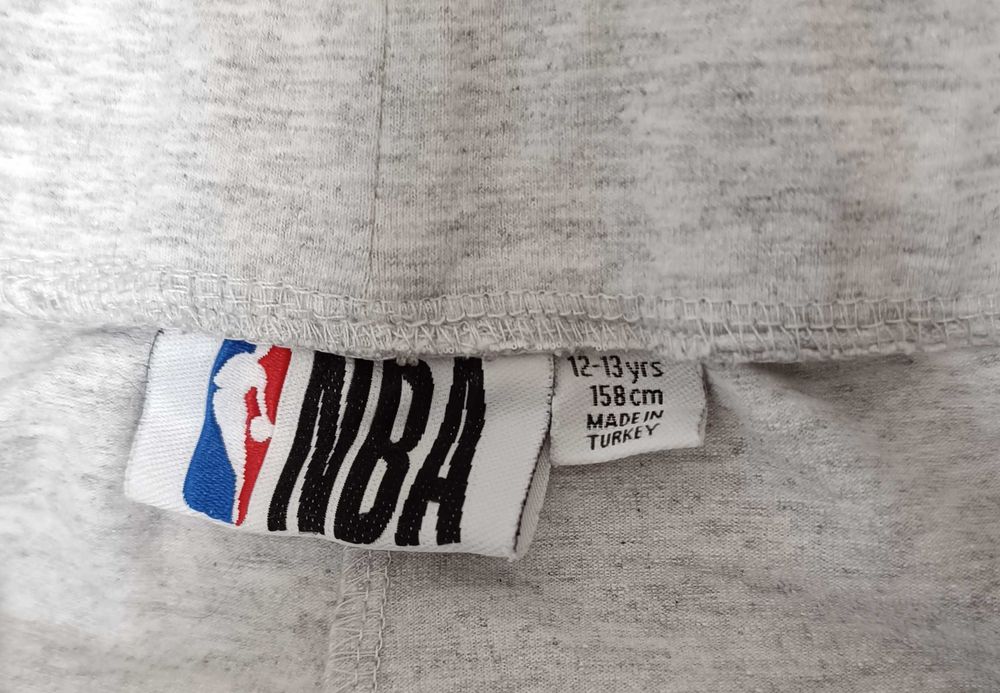 NBA
12-13 yrs
158 cm
MADE IN
TURKEY